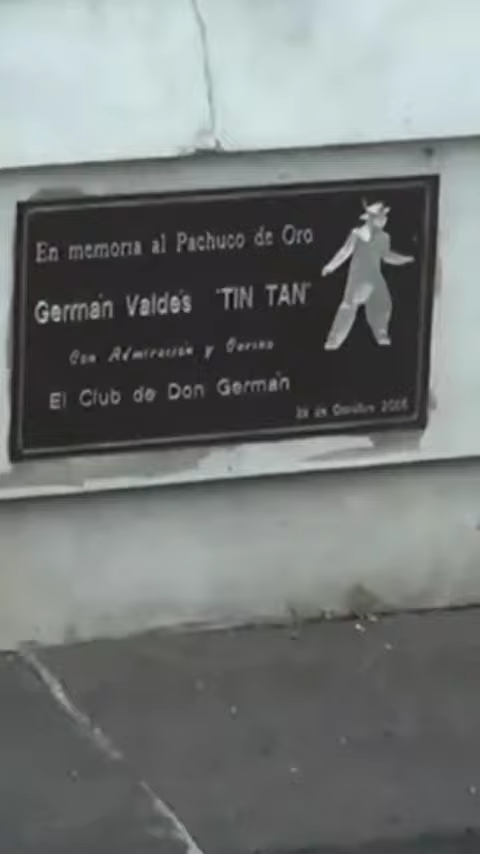 En memoria al Pachuco de Oro
Germán Valdés "TIN TAN"
Con Admiración y Cariño
El Club de Don Germán
de Octubre